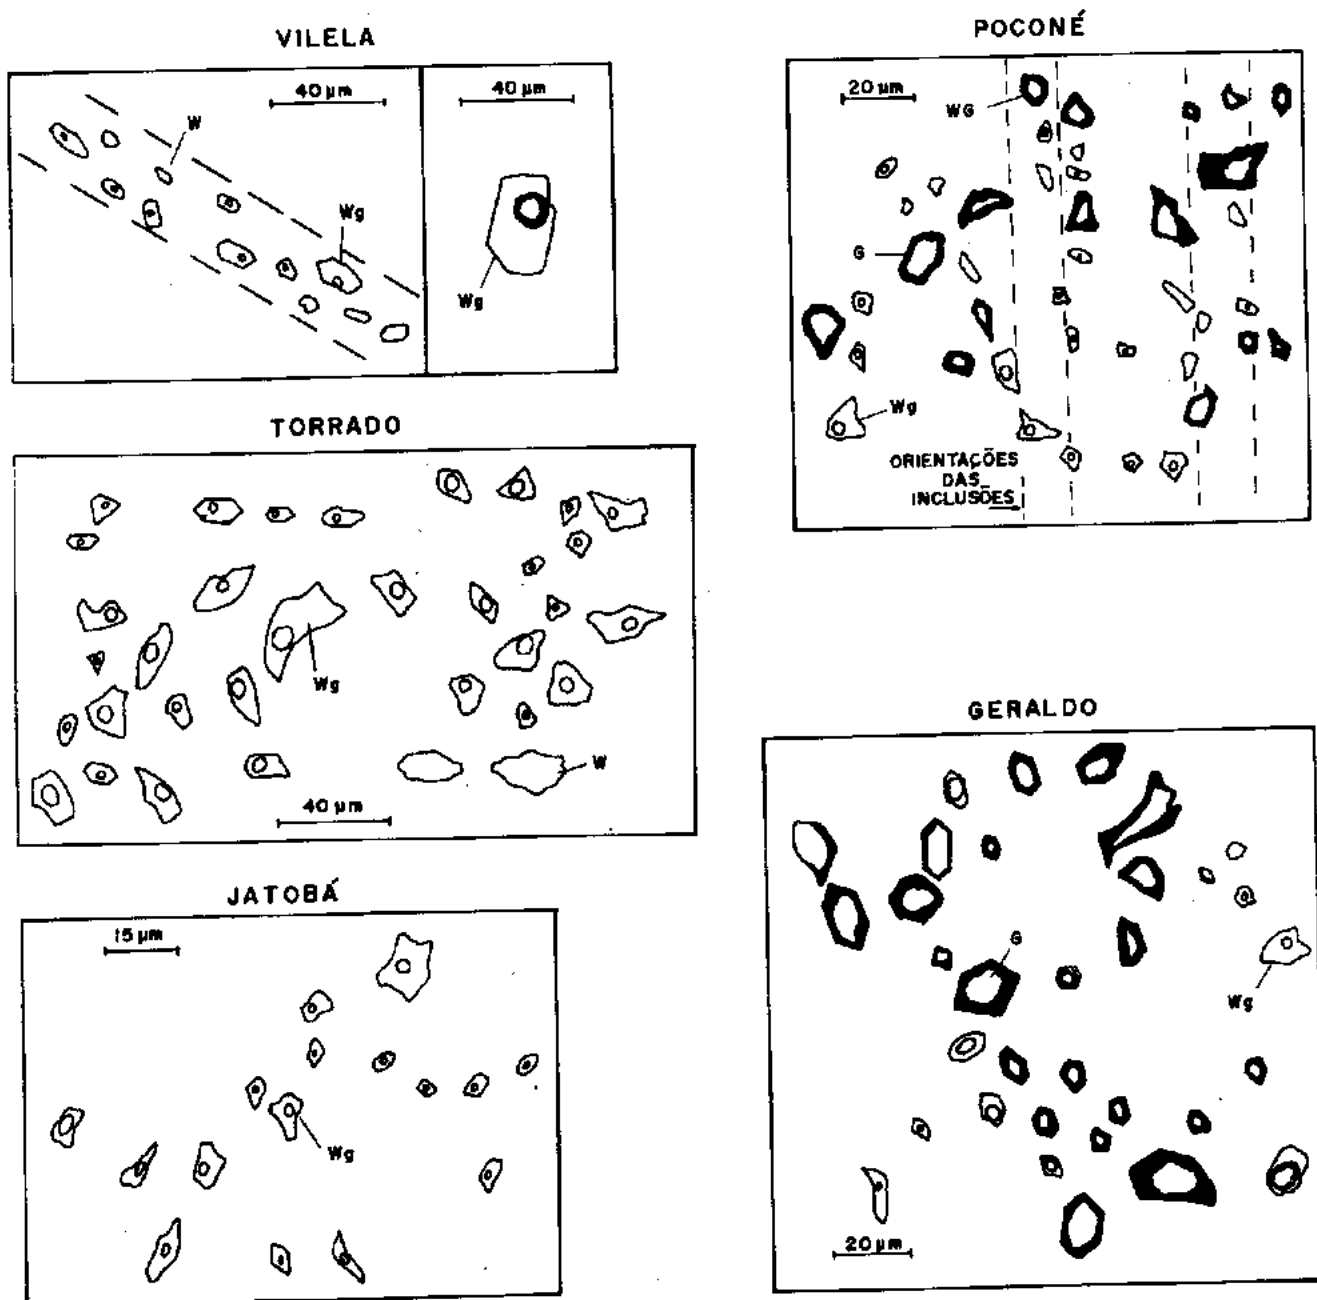 VILELA
40 µm
40 µm
W
Wg
Wg
POCONÉ
20 µm
WG
G
Wg
ORIENTAÇÕES
DAS
INCLUSÕES
TORRADO
Wg
W
40 µm
JATOBÁ
15 µm
Wg
GERALDO
G
Wg
20 µm